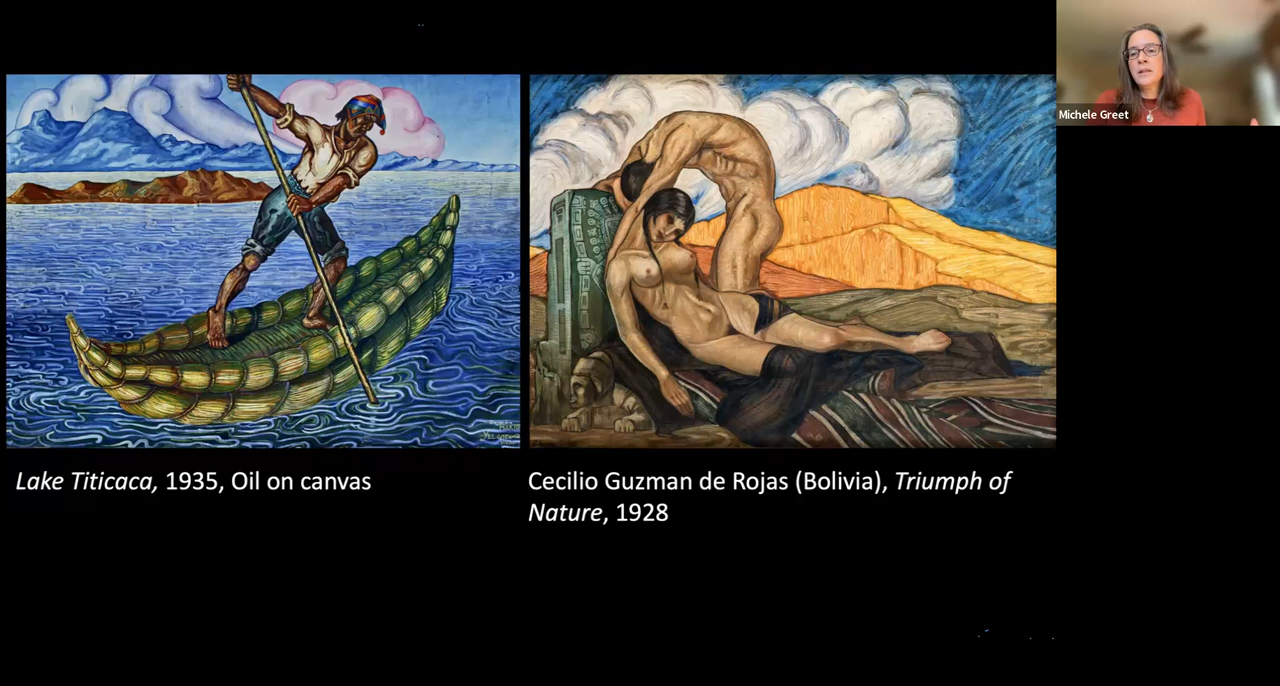 Michele Greet
Lake Titicaca, 1935, Oil on canvas
Cecilio Guzman de Rojas (Bolivia), Triumph of
Nature, 1928